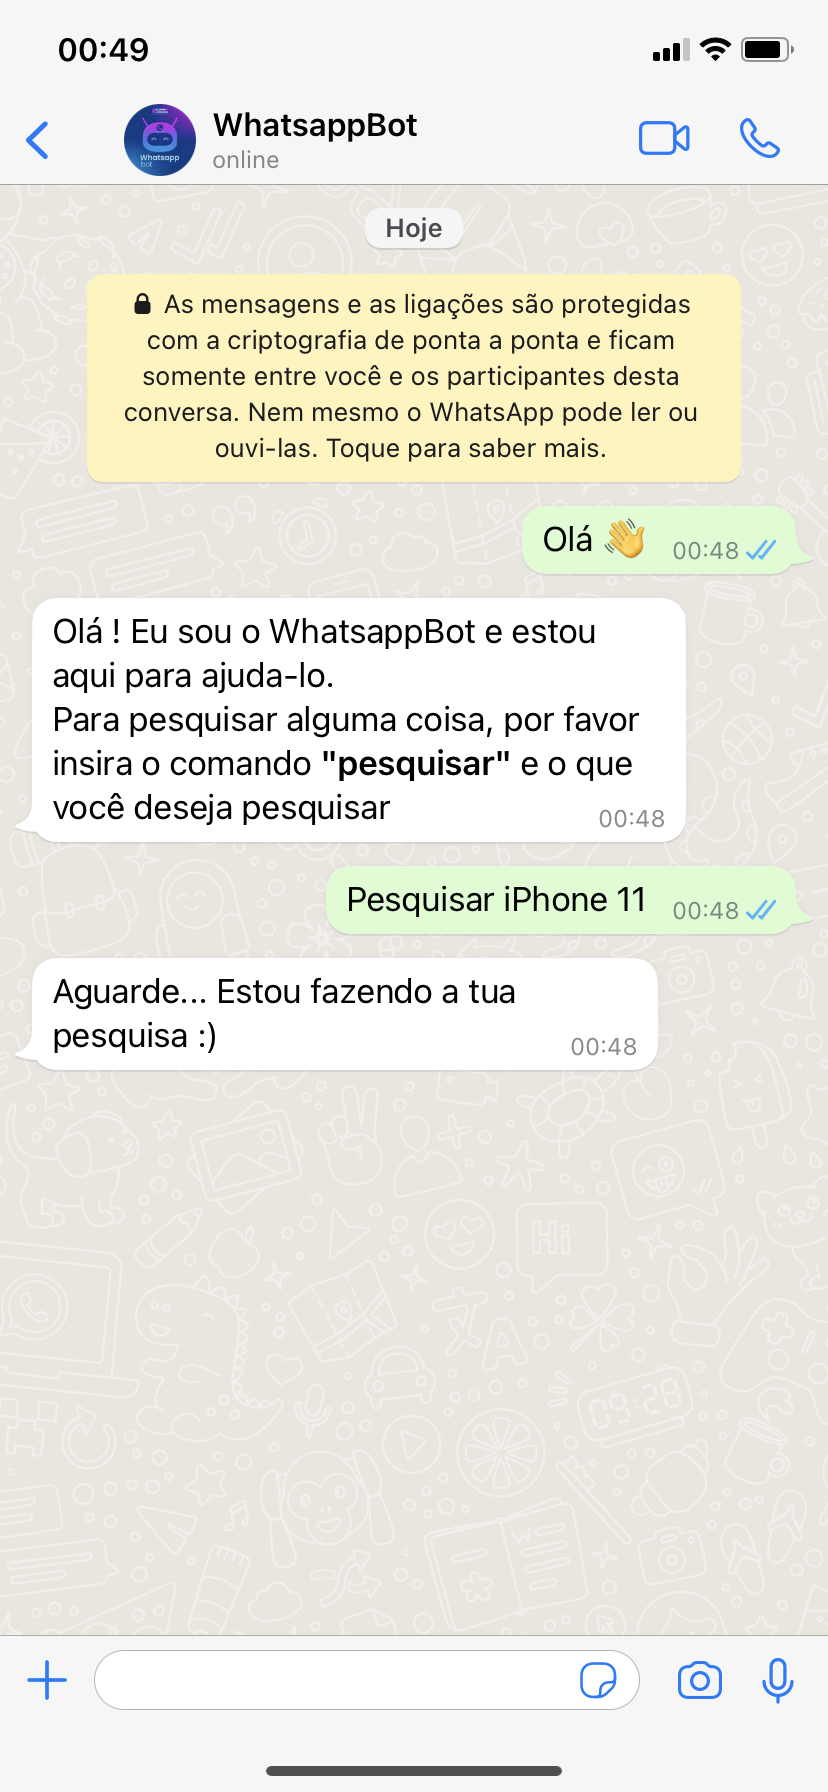 00:49
WhatsappBot
online
Whatsapp
bot
Hoje
As mensagens e as ligações são protegidas
com a criptografia de ponta a ponta e ficam
somente entre você e os participantes desta
conversa. Nem mesmo o WhatsApp pode ler ou
ouvi-las. Toque para saber mais.
Olá 👋 00:48
Olá ! Eu sou o WhatsappBot e estou
aqui para ajuda-lo.
Para pesquisar alguma coisa, por favor
insira o comando "pesquisar" e o que
você deseja pesquisar
00:48
Pesquisar iPhone 11 00:48
Aguarde... Estou fazendo a tua
pesquisa :)
00:48
Hi
09:28
W